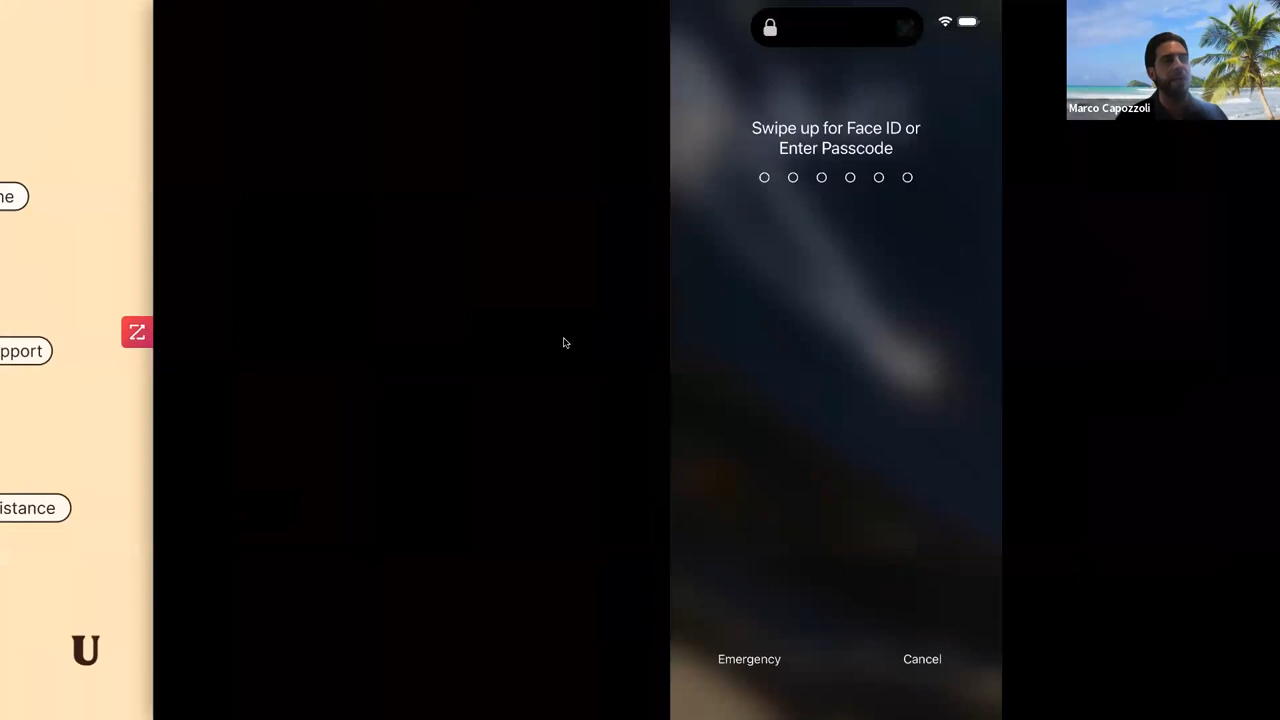 ne
pport
istance
U
Swipe up for Face ID or
Enter Passcode
Emergency
Cancel
Marco Capozzoli